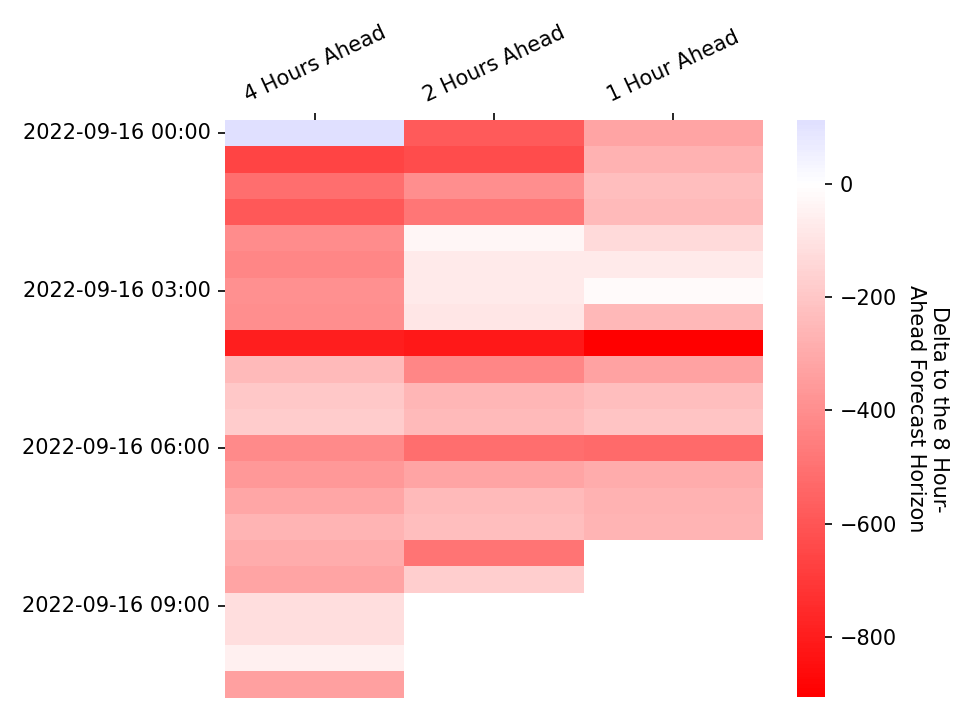 4 Hours Ahead
2 Hours Ahead
1 Hour Ahead
2022-09-16 00:00
2022-09-16 03:00
2022-09-16 06:00
2022-09-16 09:00
0
−200
−400
−600
−800
Delta to the 8 Hour-
Ahead Forecast Horizon